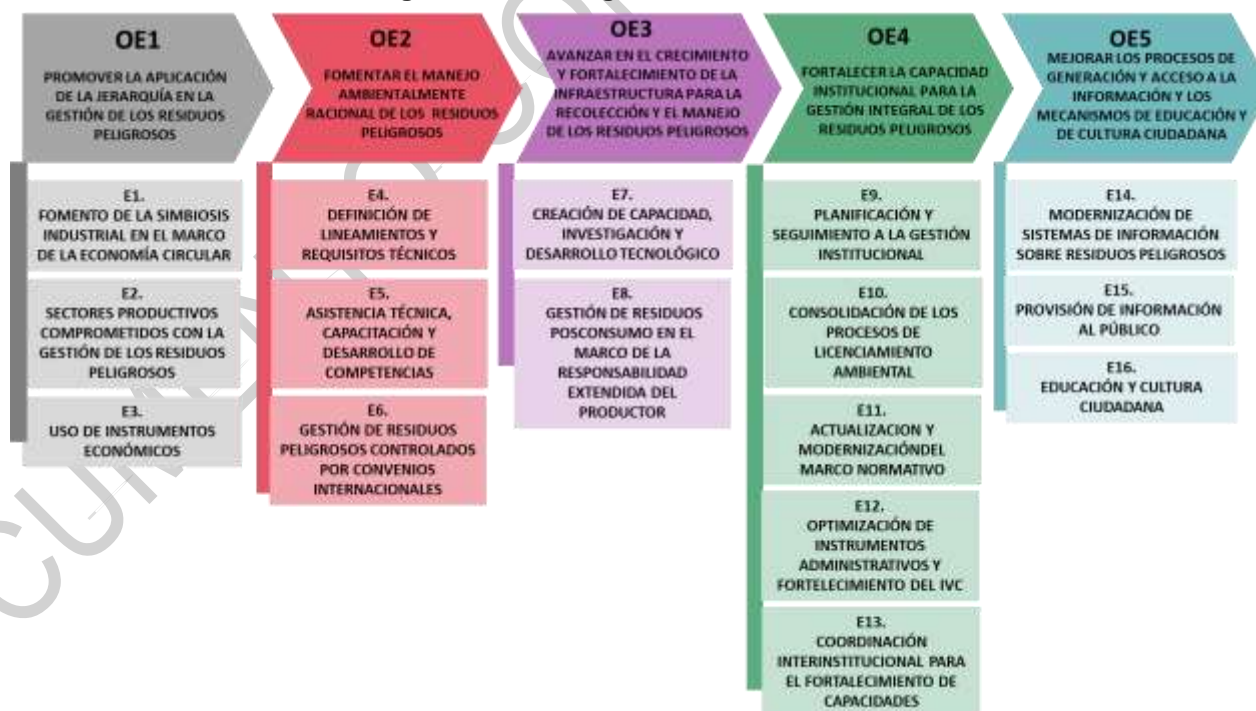 OE1
PROMOVER LA APLICACIÓN
DE LA JERARQUÍA EN LA
GESTIÓN DE LOS RESIDUOS
PELIGROSOS
E1.
FOMENTO DE LA SIMBIOSIS
INDUSTRIAL EN EL MARCO
DE LA ECONOMÍA CIRCULAR
E2.
SECTORES PRODUCTIVOS
COMPROMETIDOS CON LA
GESTIÓN DE LOS RESIDUOS
PELIGROSOS
E3.
USO DE INSTRUMENTOS
ECONÓMICOS
OE2
FOMENTAR EL MANEJO
AMBIENTALMENTE
RACIONAL DE LOS RESIDUOS
PELIGROSOS
E4.
DEFINICIÓN DE
LINEAMIENTOS Y
REQUISITOS TÉCNICOS
E5.
ASISTENCIA TÉCNICA,
CAPACITACIÓN Y
DESARROLLO DE
COMPETENCIAS
E6.
GESTIÓN DE RESIDUOS
PELIGROSOS CONTROLADOS
POR CONVENIOS
INTERNACIONALES
OE3
AVANZAR EN EL CRECIMIENTO
Y FORTALECIMIENTO DE LA
INFRAESTRUCTURA PARA LA
RECOLECCIÓN Y EL MANEJO
DE LOS RESIDUOS PELIGROSOS
E7.
CREACIÓN DE CAPACIDAD,
INVESTIGACIÓN Y
DESARROLLO TECNOLÓGICO
E8.
GESTIÓN DE RESIDUOS
POSCONSUMO EN EL
MARCO DE LA
RESPONSABILIDAD
EXTENDIDA DEL
PRODUCTOR
OE4
FORTALECER LA CAPACIDAD
INSTITUCIONAL PARA LA
GESTIÓN INTEGRAL DE LOS
RESIDUOS PELIGROSOS
E9.
PLANIFICACIÓN Y
SEGUIMIENTO A LA GESTIÓN
INSTITUCIONAL
E10.
CONSOLIDACIÓN DE LOS
PROCESOS DE
LICENCIAMIENTO
AMBIENTAL
E11.
ACTUALIZACION Y
MODERNIZACIÓNDEL
MARCO NORMATIVO
E12.
OPTIMIZACIÓN DE
INSTRUMENTOS
ADMINISTRATIVOS Y
FORTELECIMIENTO DEL IVC
E13.
COORDINACIÓN
INTERINSTITUCIONAL PARA
EL FORTALECIMIENTO DE
CAPACIDADES
OE5
MEJORAR LOS PROCESOS DE
GENERACIÓN Y ACCESO A LA
INFORMACIÓN Y LOS
MECANISMOS DE EDUCACIÓN Y
DE CULTURA CIUDADANA
E14.
MODERNIZACIÓN DE
SISTEMAS DE INFORMACIÓN
SOBRE RESIDUOS PELIGROSOS
E15.
PROVISIÓN DE INFORMACIÓN
AL PÚBLICO
E16.
EDUCACIÓN Y CULTURA
CIUDADANA